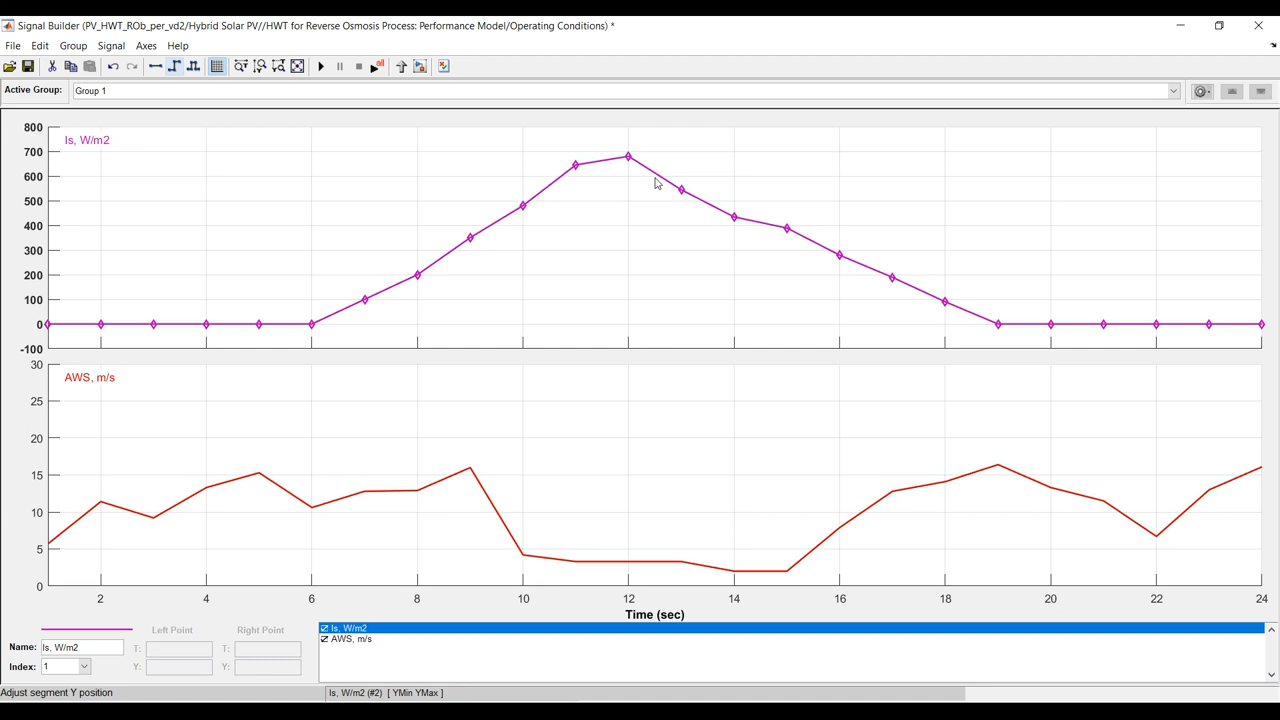 Signal Builder (PV_HWT_ROb_per_vd2/Hybrid Solar PV//HWT for Reverse Osmosis Process: Performance Model/Operating Conditions) *
File Edit Group Signal Axes Help
all
Active Group: Group 1
Is, W/m2
800
700
600
500
400
300
200
100
0
-100
AWS, m/s
30
25
20
15
10
5
0
2 4 6 8 10 12 14 16 18 20 22 24
Time (sec)
Left Point Right Point
Name: Is, W/m2 T: T:
Index: 1 Y: Y:
Is, W/m2
AWS, m/s
Adjust segment Y position Is, W/m2 (#2) [ YMin YMax ]